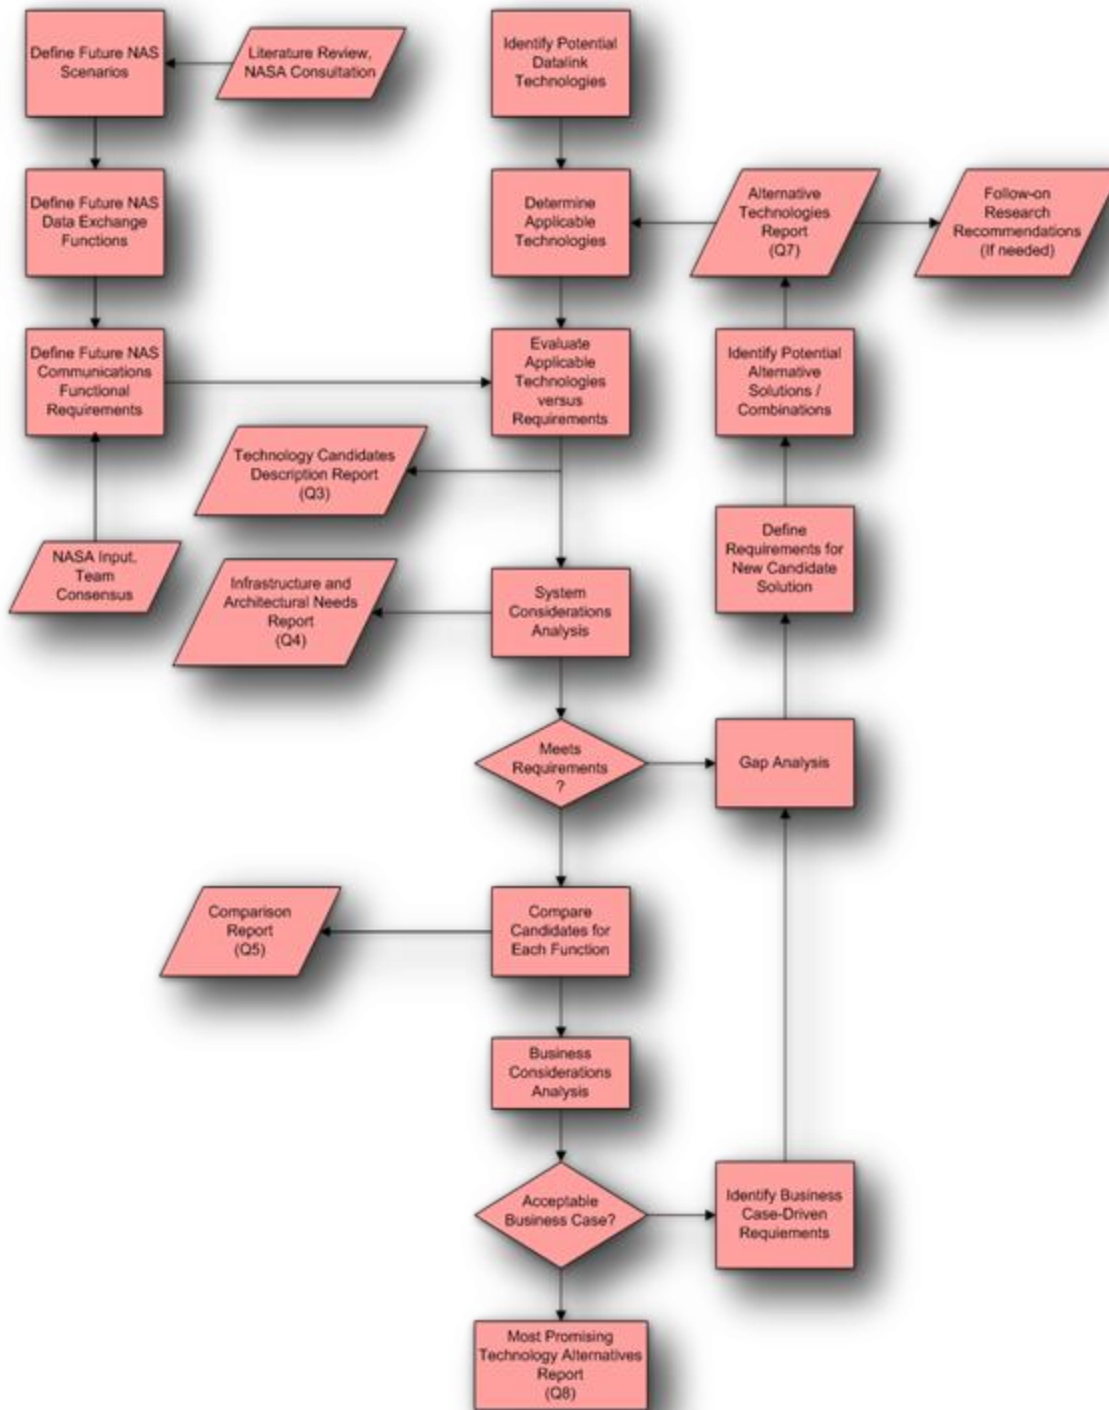 Define Future NAS
Scenarios
Literature Review,
NASA Consultation
Identify Potential
Datalink
Technologies
Define Future NAS
Data Exchange
Functions
Determine
Applicable
Technologies
Alternative
Technologies
Report
(Q7)
Follow-on
Research
Recommendations
(If needed)
Define Future NAS
Communications
Functional
Requirements
Evaluate
Applicable
Technologies
versus
Requirements
Identify Potential
Alternative
Solutions /
Combinations
Technology Candidates
Description Report
(Q3)
Define
Requirements for
New Candidate
Solution
NASA Input,
Team
Consensus
Infrastructure and
Architectural Needs
Report
(Q4)
System
Considerations
Analysis
Meets
Requirements
?
Gap Analysis
Comparison
Report
(Q5)
Compare
Candidates for
Each Function
Business
Considerations
Analysis
Acceptable
Business Case?
Identify Business
Case-Driven
Requiements
Most Promising
Technology Alternatives
Report
(Q8)